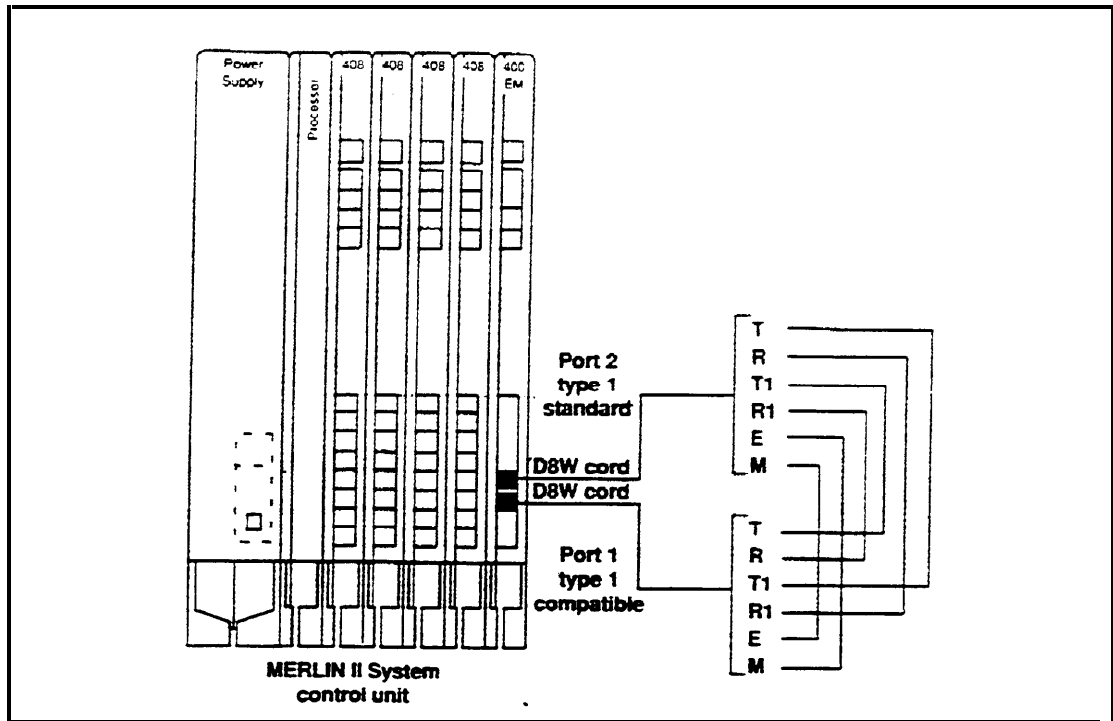 Power
Supply
Processor
408
408
408
408
400
EM
Port 2
type 1
standard
D8W cord
D8W cord
Port 1
type 1
compatible
T
R
T1
R1
E
M
T
R
T1
R1
E
M
MERLIN II System
control unit